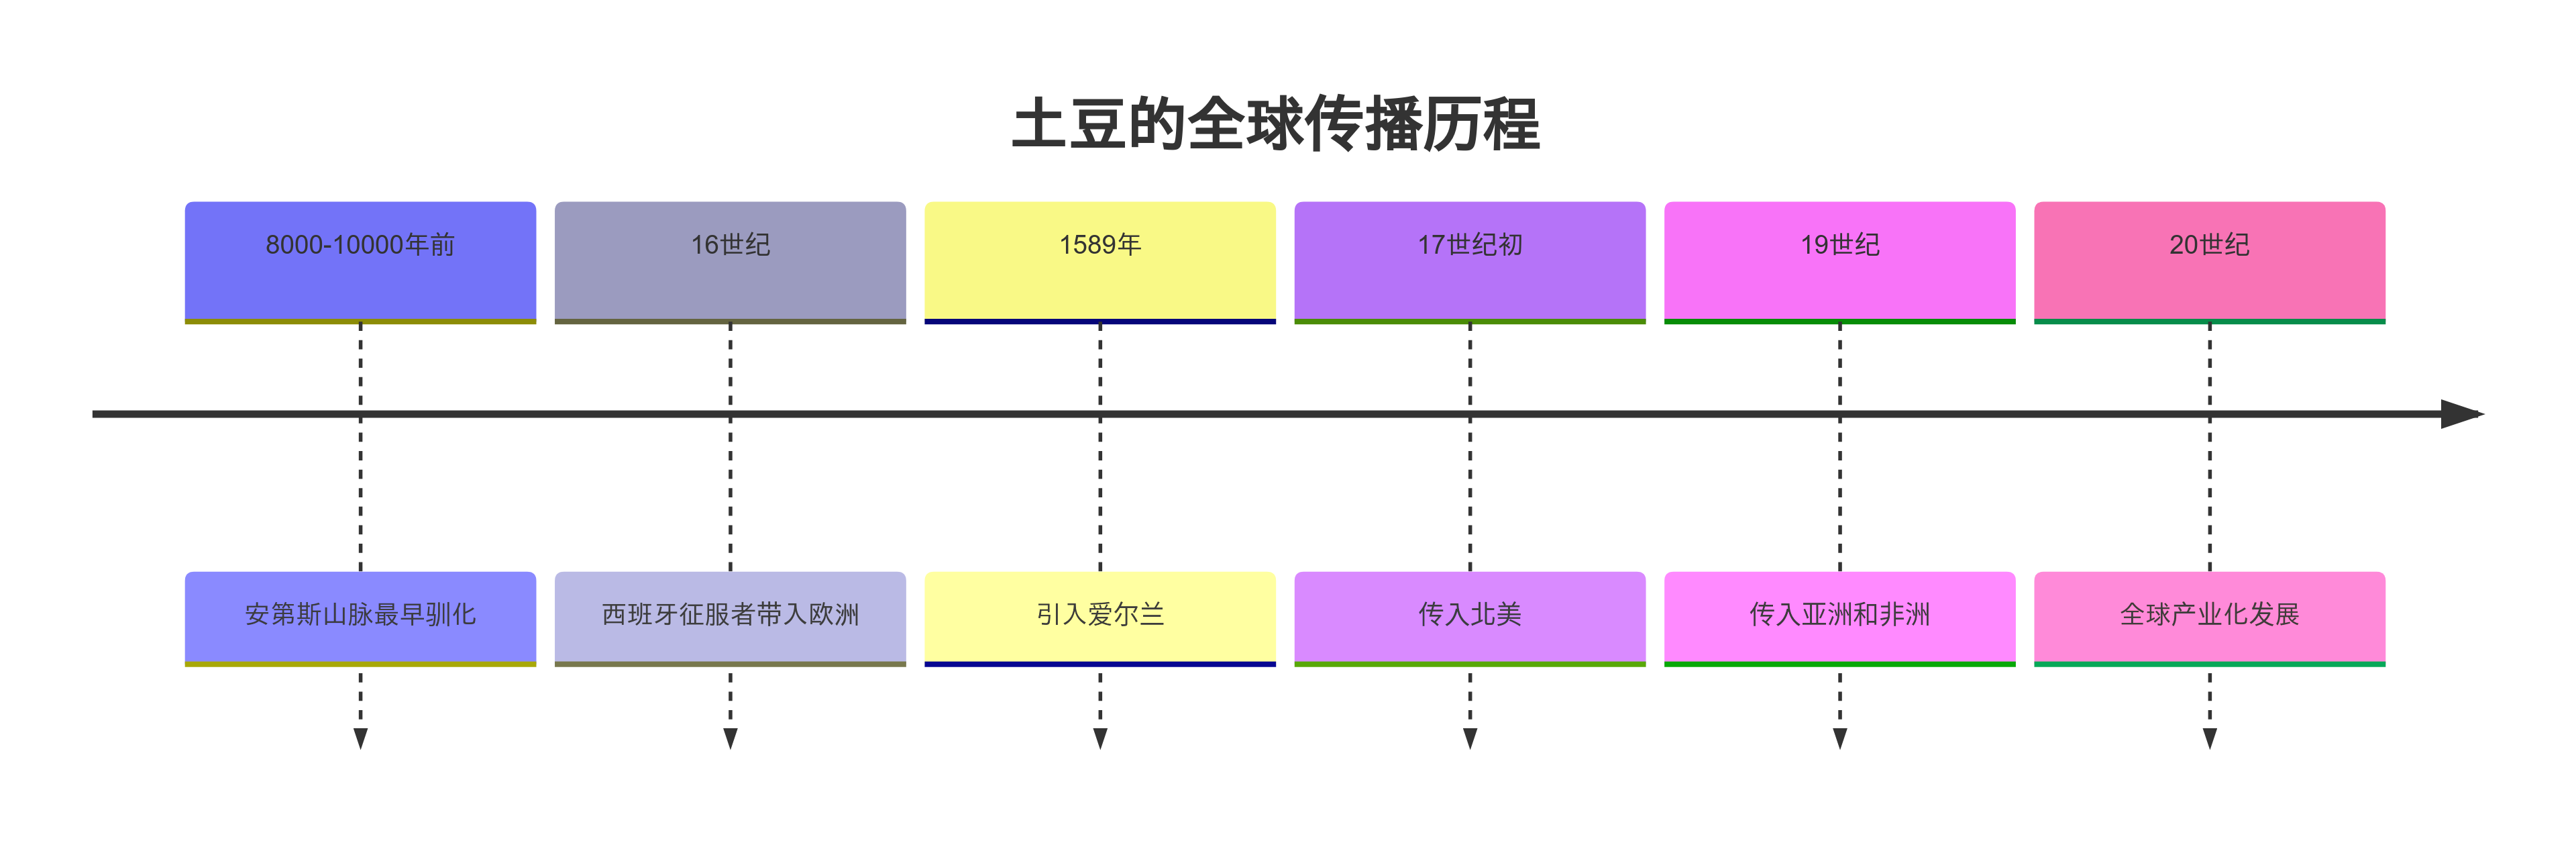 土豆的全球传播历程
8000-10000年前
16世纪
1589年
17世纪初
19世纪
20世纪
安第斯山脉最早驯化
西班牙征服者带入欧洲
引入爱尔兰
传入北美
传入亚洲和非洲
全球产业化发展